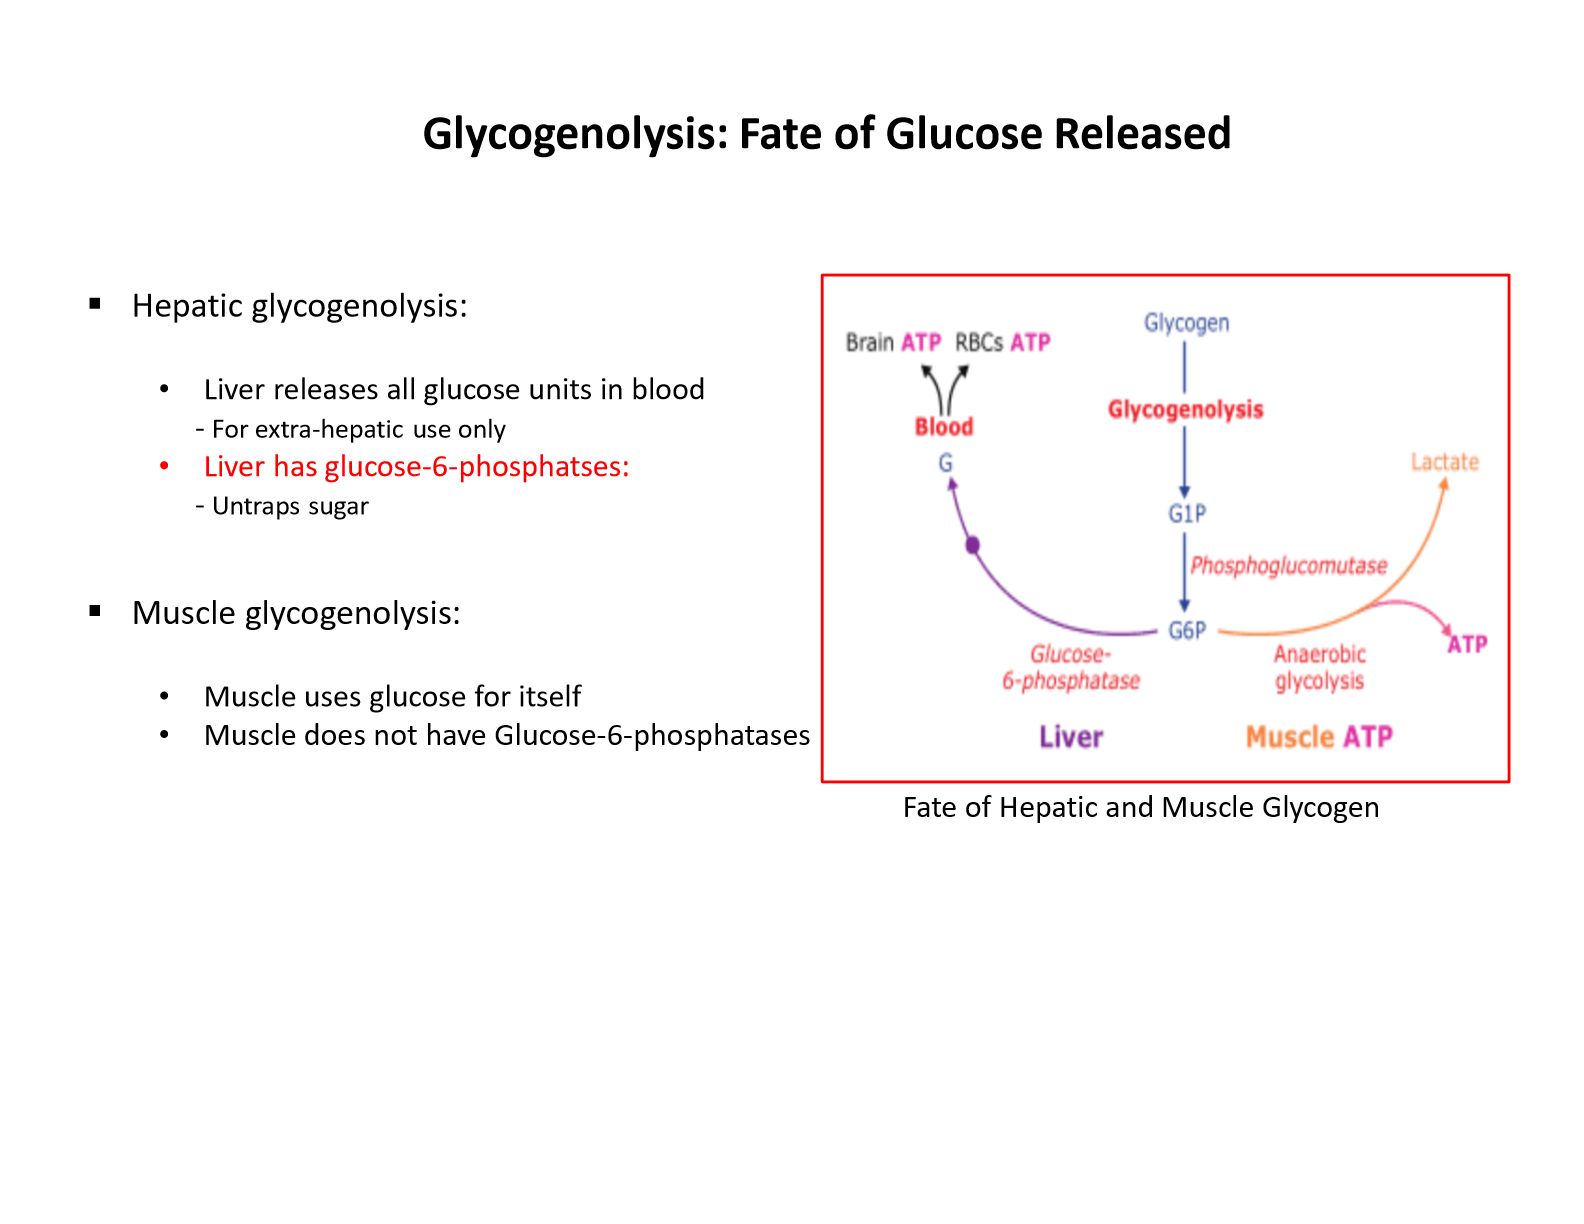 Glycogenolysis: Fate of Glucose Released
▪ Hepatic glycogenolysis:
• Liver releases all glucose units in blood
- For extra-hepatic use only
• Liver has glucose-6-phosphatses:
- Untraps sugar
▪ Muscle glycogenolysis:
• Muscle uses glucose for itself
• Muscle does not have Glucose-6-phosphatases
Glycogen
Brain ATP RBCs ATP
Glycogenolysis
Blood
G
Lactate
G1P
Phosphoglucomutase
G6P
ATP
Glucose-
6-phosphatase
Anaerobic
glycolysis
Liver
Muscle ATP
Fate of Hepatic and Muscle Glycogen